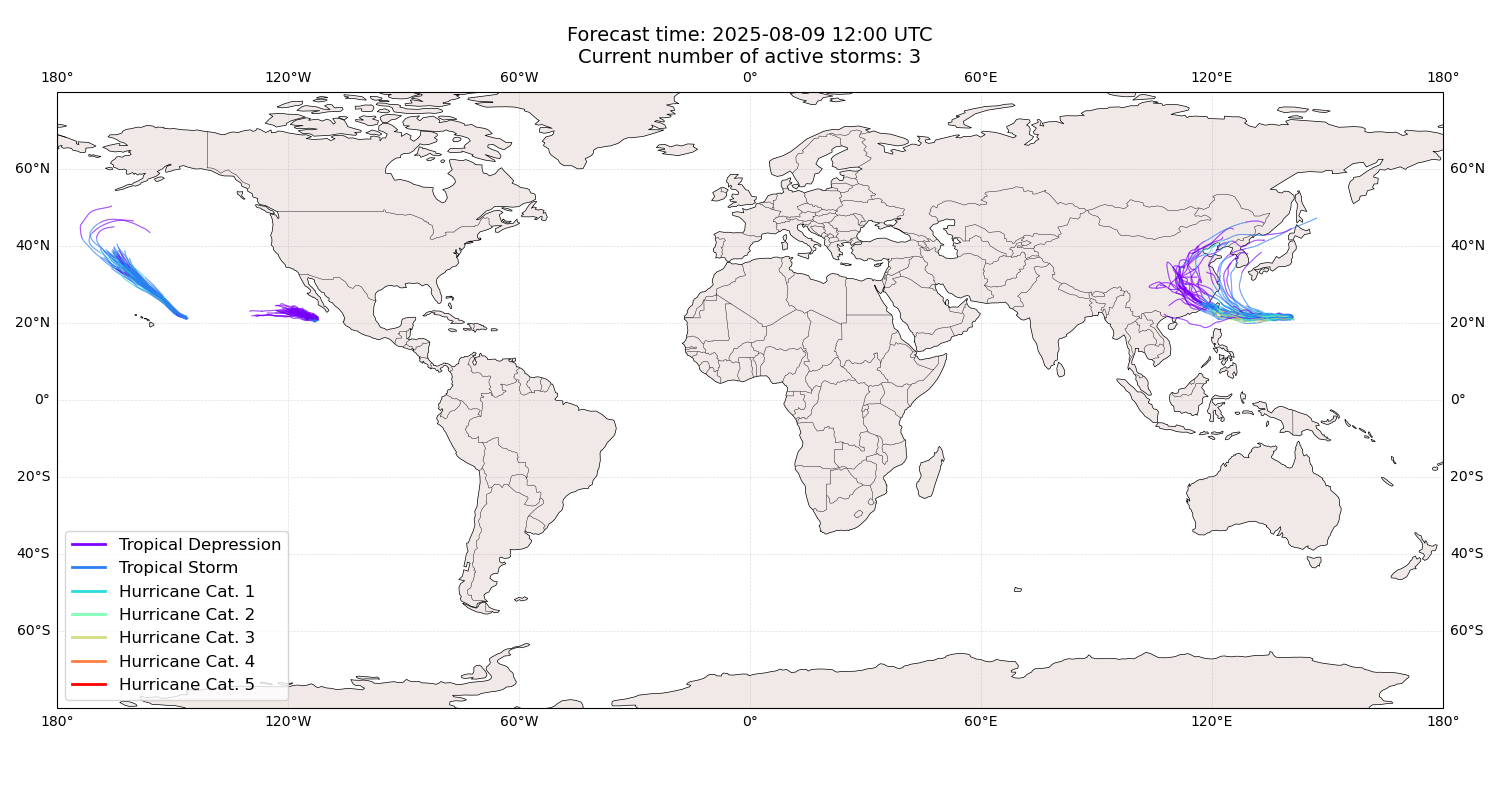 Forecast time: 2025-08-09 12:00 UTC
Current number of active storms: 3
180° 120°W 60°W 0° 60°E 120°E 180°
60°N 60°N
40°N 40°N
20°N 20°N
0° 0°
20°S 20°S
40°S 40°S
60°S 60°S
Tropical Depression
Tropical Storm
Hurricane Cat. 1
Hurricane Cat. 2
Hurricane Cat. 3
Hurricane Cat. 4
Hurricane Cat. 5
180° 120°W 60°W 0° 60°E 120°E 180°